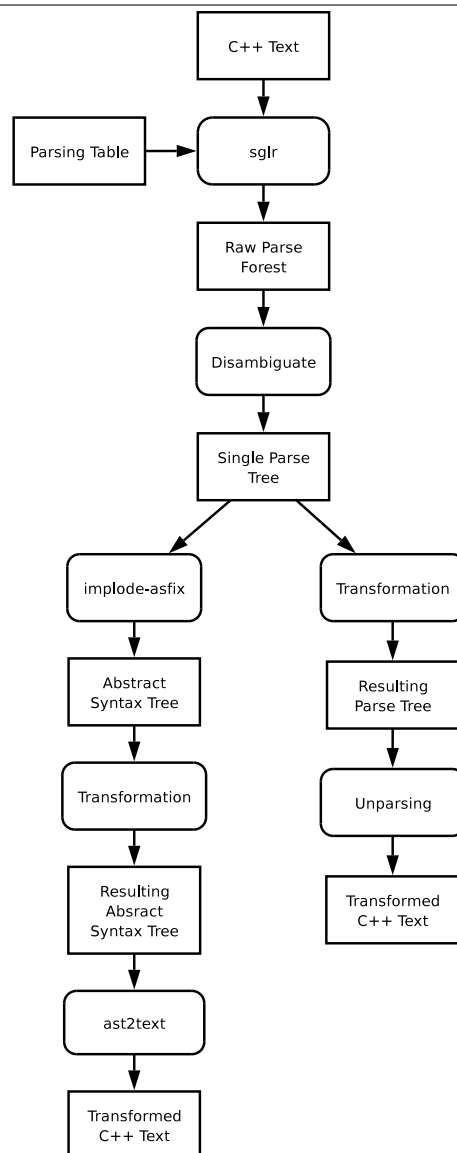 C++ Text
Parsing Table
sglr
Raw Parse
Forest
Disambiguate
Single Parse
Tree
implode-asfix
Abstract
Syntax Tree
Transformation
Resulting
Absract
Syntax Tree
ast2text
Transformed
C++ Text
Transformation
Resulting
Parse Tree
Unparsing
Transformed
C++ Text